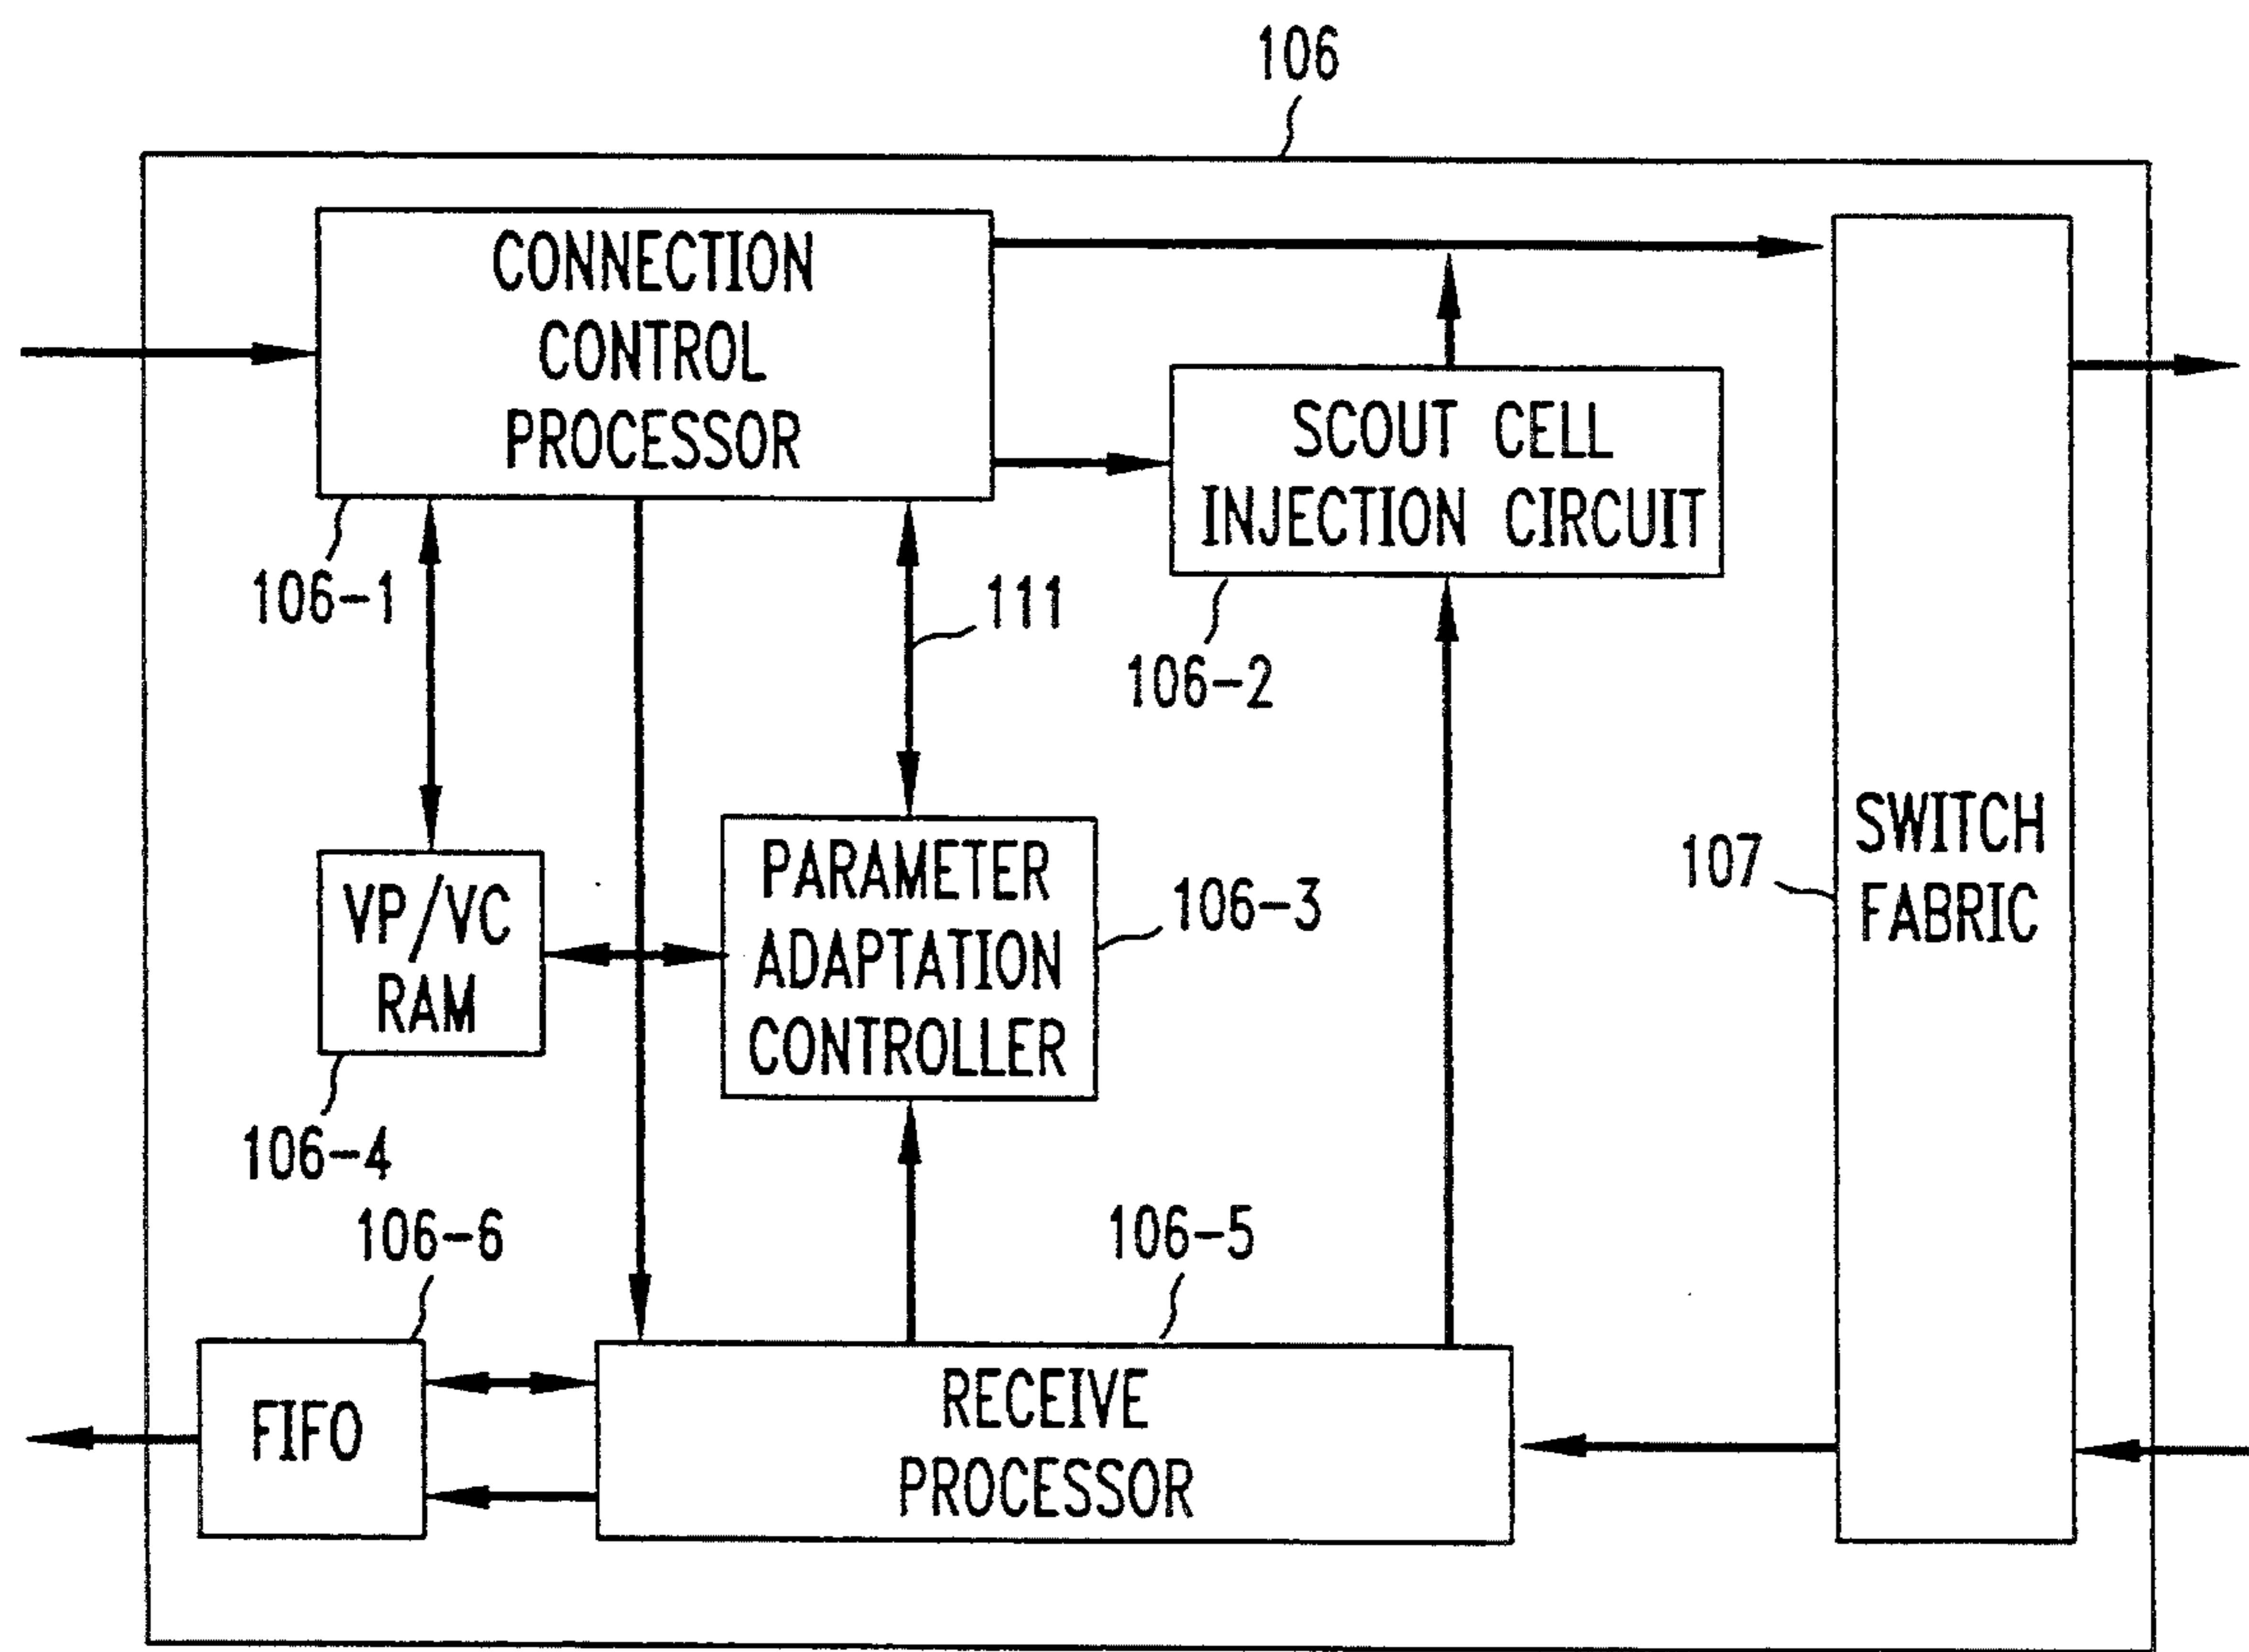 106
CONNECTION
CONTROL
PROCESSOR
SCOUT CELL
INJECTION CIRCUIT
106-1
111
106-2
VP/VC
RAM
PARAMETER
ADAPTATION
CONTROLLER
106-3
107
SWITCH
FABRIC
106-4
106-6
106-5
FIFO
RECEIVE
PROCESSOR